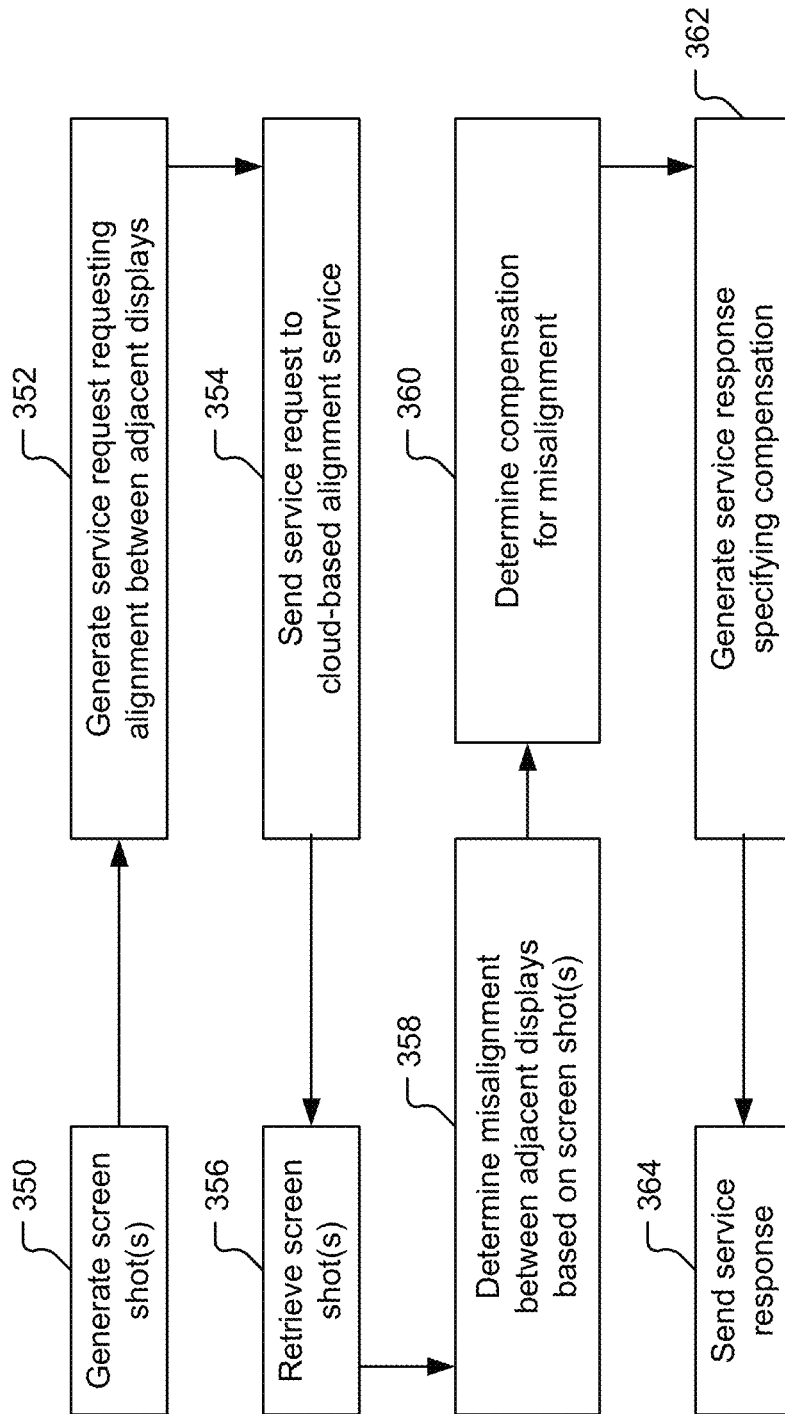 350
Generate screen
shot(s)
352
Generate service request requesting
alignment between adjacent displays
354
Send service request to
cloud-based alignment service
356
Retrieve screen
shot(s)
358
Determine misalignment
between adjacent displays
based on screen shot(s)
360
Determine compensation
for misalignment
362
Generate service response
specifying compensation
364
Send service
response